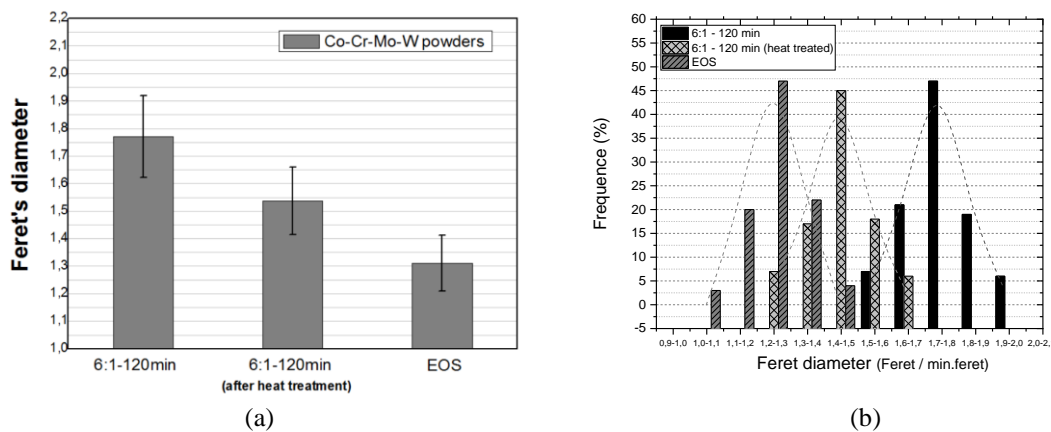 2,2
2,1
2,0
1,9
1,8
1,7
1,6
1,5
1,4
1,3
1,2
1,1
1,0
Feret's diameter
Co-Cr-Mo-W powders
6:1-120min
6:1-120min
(after heat treatment)
EOS
(a)
60
55
50
45
40
35
30
25
20
15
10
5
0
-5
Frequence (%)
6:1 - 120 min
6:1 - 120 min (heat treated)
EOS
0,9-1,0 1,0-1,1 1,1-1,2 1,2-1,3 1,3-1,4 1,4-1,5 1,5-1,6 1,6-1,7 1,7-1,8 1,8-1,9 1,9-2,0 2,0-2,
Feret diameter (Feret / min.feret)
(b)